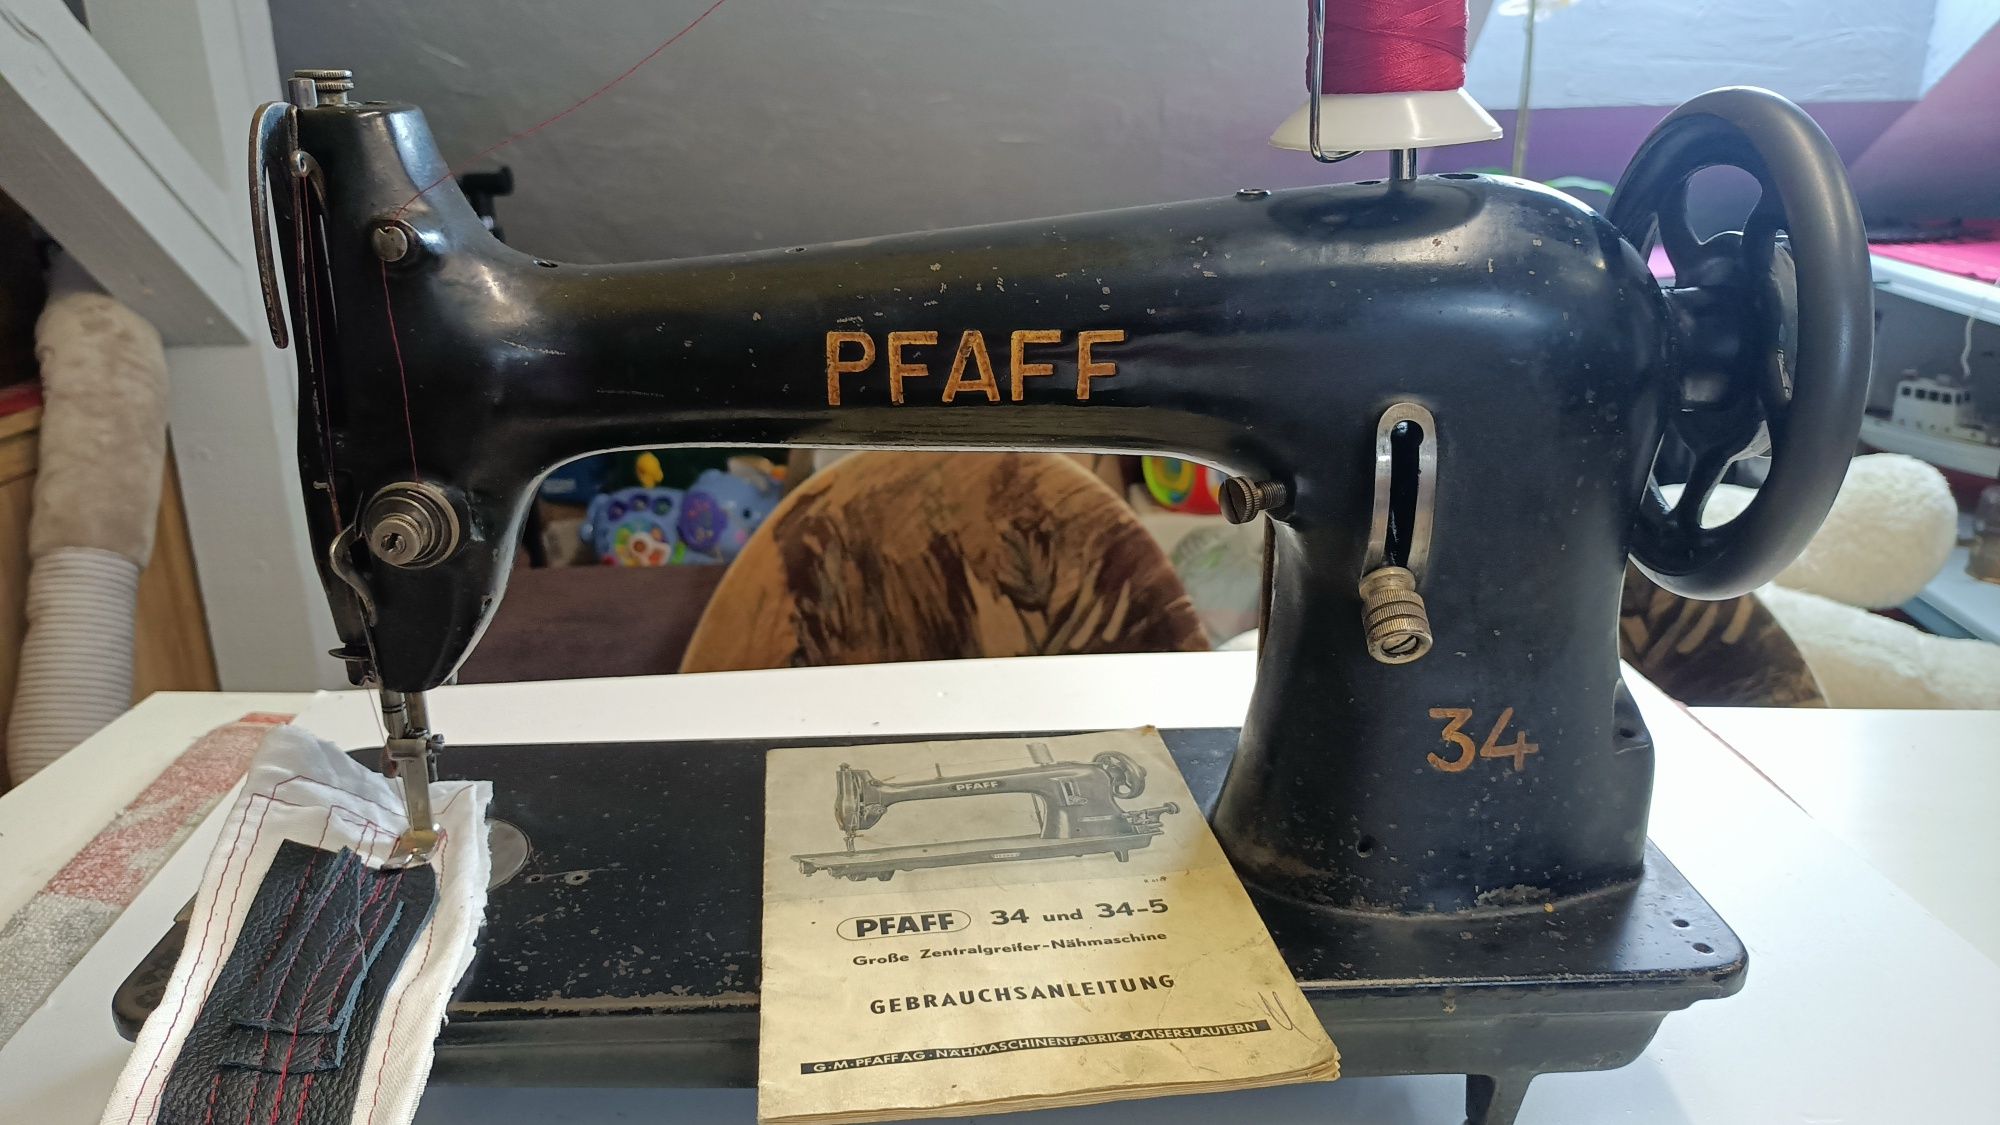 PFAFF
34
PFAFF
PFAFF 34 und 34-5
Große Zentralgreifer-Nähmaschine
GEBRAUCHSANLEITUNG
G·M·PFAFF AG·NÄHMASCHINENFABRIK·KAISERSLAUTERN